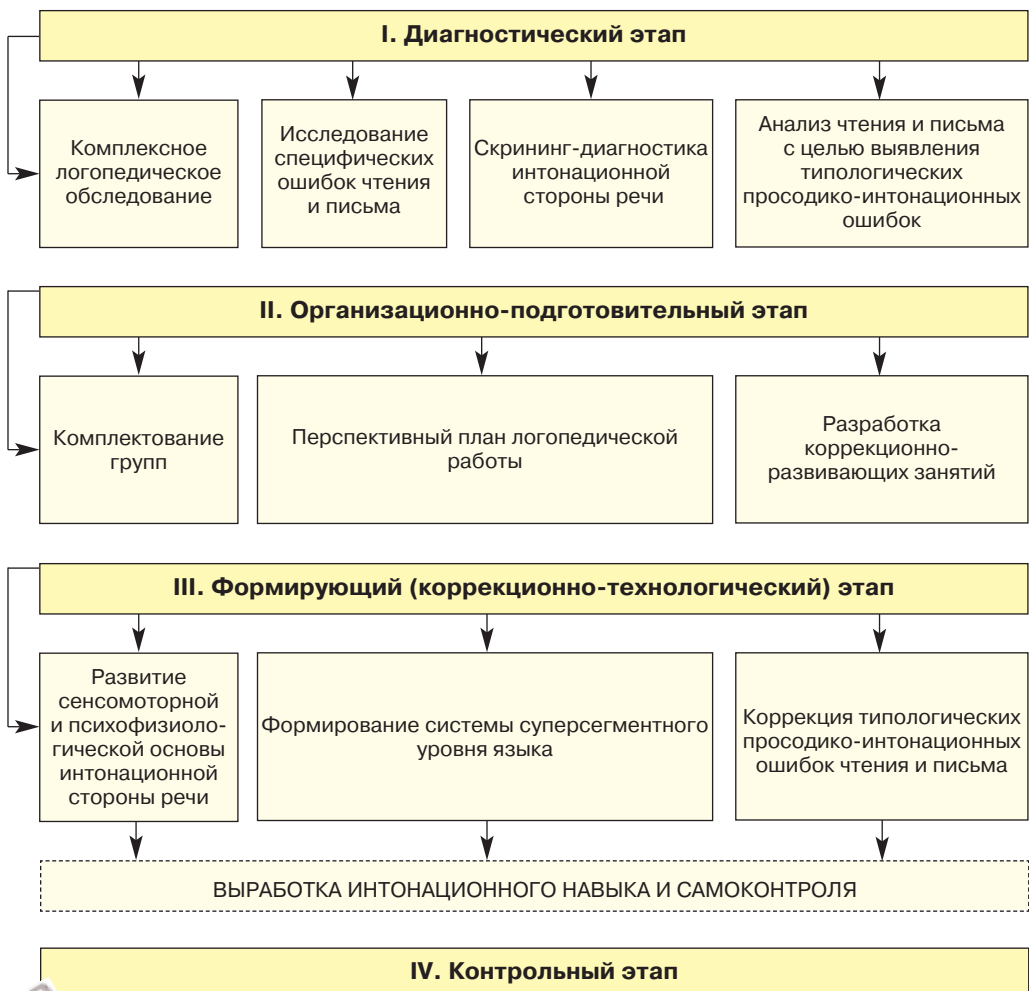 I. Диагностический этап
Комплексное
логопедическое
обследование
Исследование
специфических
ошибок чтения
и письма
Скрининг-диагностика
интонационной
стороны речи
Анализ чтения и письма
с целью выявления
типологических
просодико-интонационных
ошибок
II. Организационно-подготовительный этап
Комплектование
групп
Перспективный план логопедической
работы
Разработка
коррекционно-
развивающих занятий
III. Формирующий (коррекционно-технологический) этап
Развитие
сенсомоторной
и психофизиоло-
гической основы
интонационной
стороны речи
Формирование системы суперсегментного
уровня языка
Коррекция типологических
просодико-интонационных
ошибок чтения и письма
ВЫРАБОТКА ИНТОНАЦИОННОГО НАВЫКА И САМОКОНТРОЛЯ
IV. Контрольный этап